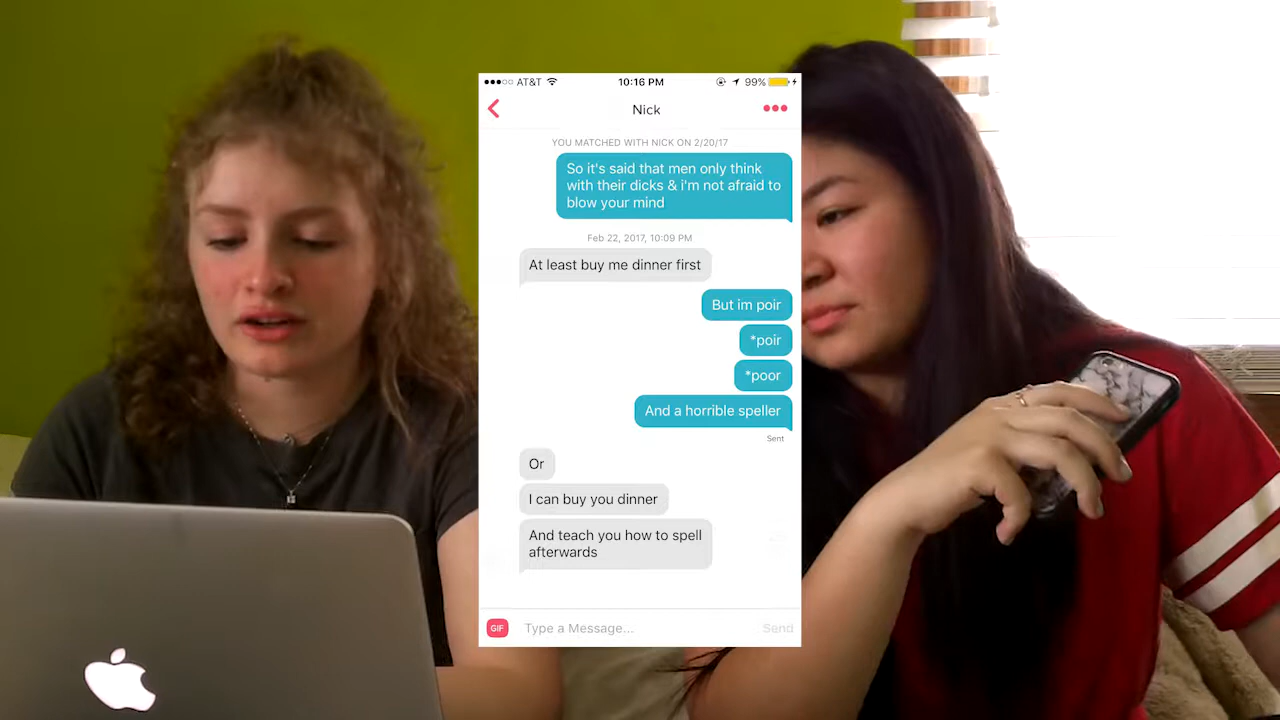 AT&T 10:16 PM 99%
Nick
YOU MATCHED WITH NICK ON 2/20/17
So it's said that men only think
with their dicks & i'm not afraid to
blow your mind
Feb 22, 2017, 10:09 PM
At least buy me dinner first
But im poir
*poir
*poor
And a horrible speller
Sent
Or
I can buy you dinner
And teach you how to spell
afterwards
GIF Type a Message... Send